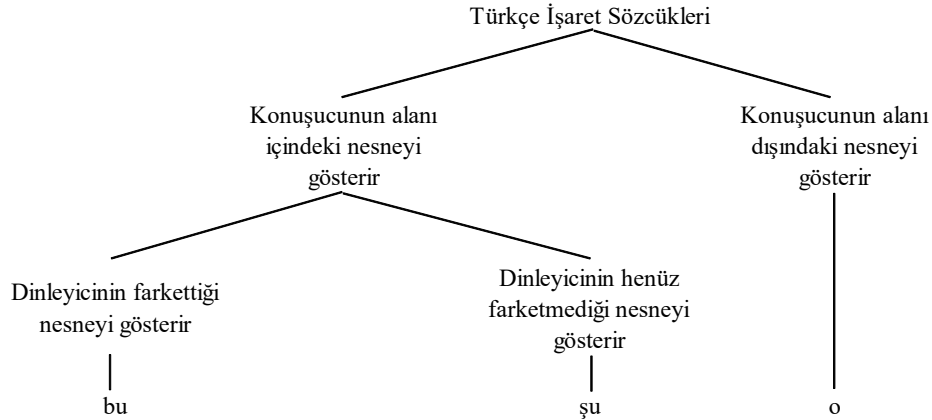 Türkçe İşaret Sözcükleri
Konuşucunun alanı
içindeki nesneyi
gösterir
Konuşucunun alanı
dışındaki nesneyi
gösterir
Dinleyicinin farkettiği
nesneyi gösterir
Dinleyicinin henüz
farketmediği nesneyi
gösterir
bu
şu
o